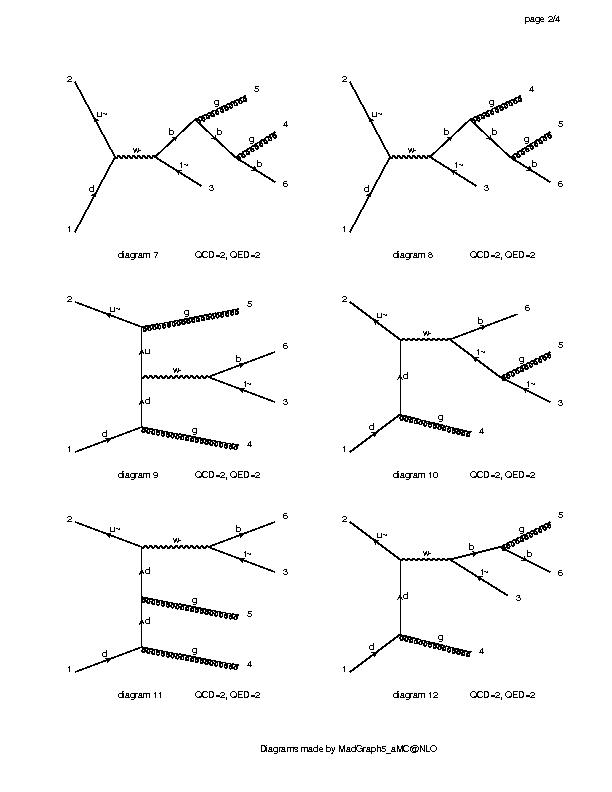 page 2/4
2
u~
w-
d
1
b
g
5
b
g
4
b
6
t~
3
diagram 7 QCD=2, QED=2
2
u~
w-
d
1
b
g
4
b
g
5
b
6
t~
3
diagram 8 QCD=2, QED=2
2
u~
g
5
u
w-
b
6
t~
3
d
d
1
g
4
diagram 9 QCD=2, QED=2
2
u~
w-
b
6
t~
g
5
t~
3
d
d
1
g
4
diagram 10 QCD=2, QED=2
2
u~
w-
b
6
t~
3
d
g
5
d
d
1
g
4
diagram 11 QCD=2, QED=2
2
u~
w-
b
g
5
b
6
t~
3
d
d
1
g
4
diagram 12 QCD=2, QED=2
Diagrams made by MadGraph5_aMC@NLO